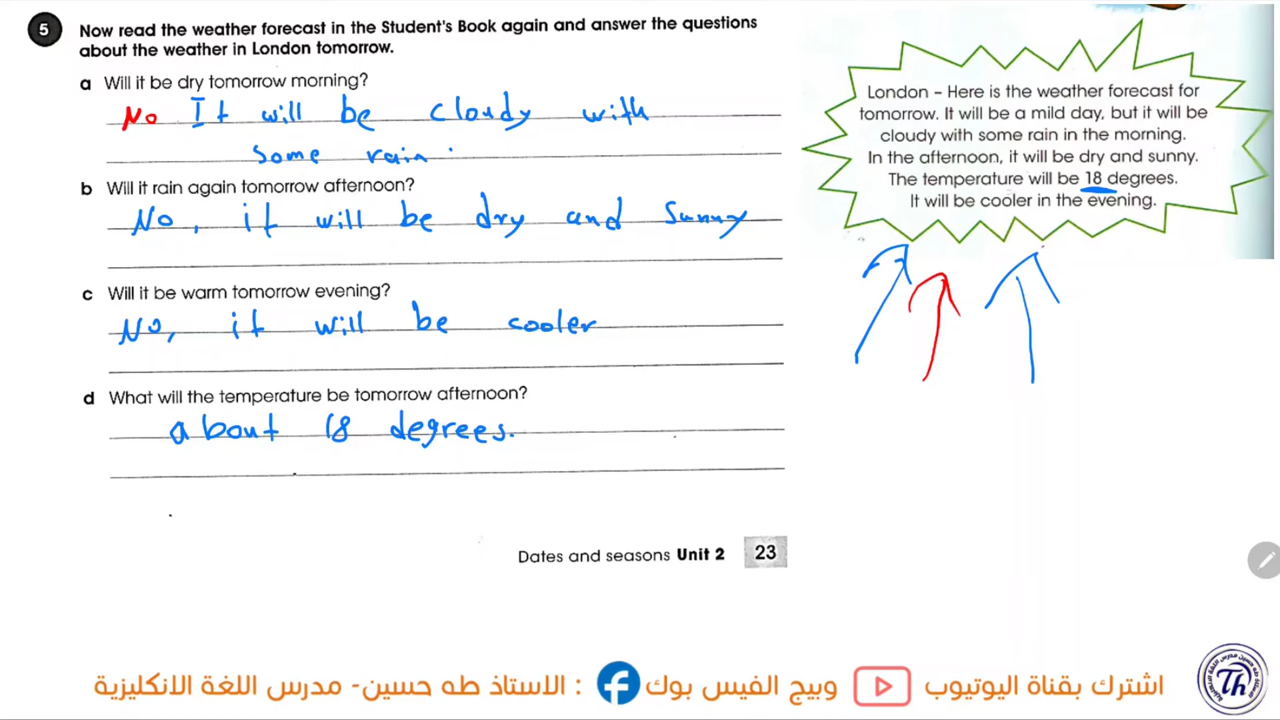 5 Now read the weather forecast in the Student's Book again and answer the questions
about the weather in London tomorrow.
a Will it be dry tomorrow morning?
No It will be cloudy with
some rain.
b Will it rain again tomorrow afternoon?
No, it will be dry and sunny
c Will it be warm tomorrow evening?
No, it will be cooler
d What will the temperature be tomorrow afternoon?
about 18 degrees.
Dates and seasons Unit 2 23
London – Here is the weather forecast for
tomorrow. It will be a mild day, but it will be
cloudy with some rain in the morning.
In the afternoon, it will be dry and sunny.
The temperature will be 18 degrees.
It will be cooler in the evening.
اشترك بقناة اليوتيوب وبيج الفيس بوك : الاستاذ طه حسين- مدرس اللغة الانكليزية
Th